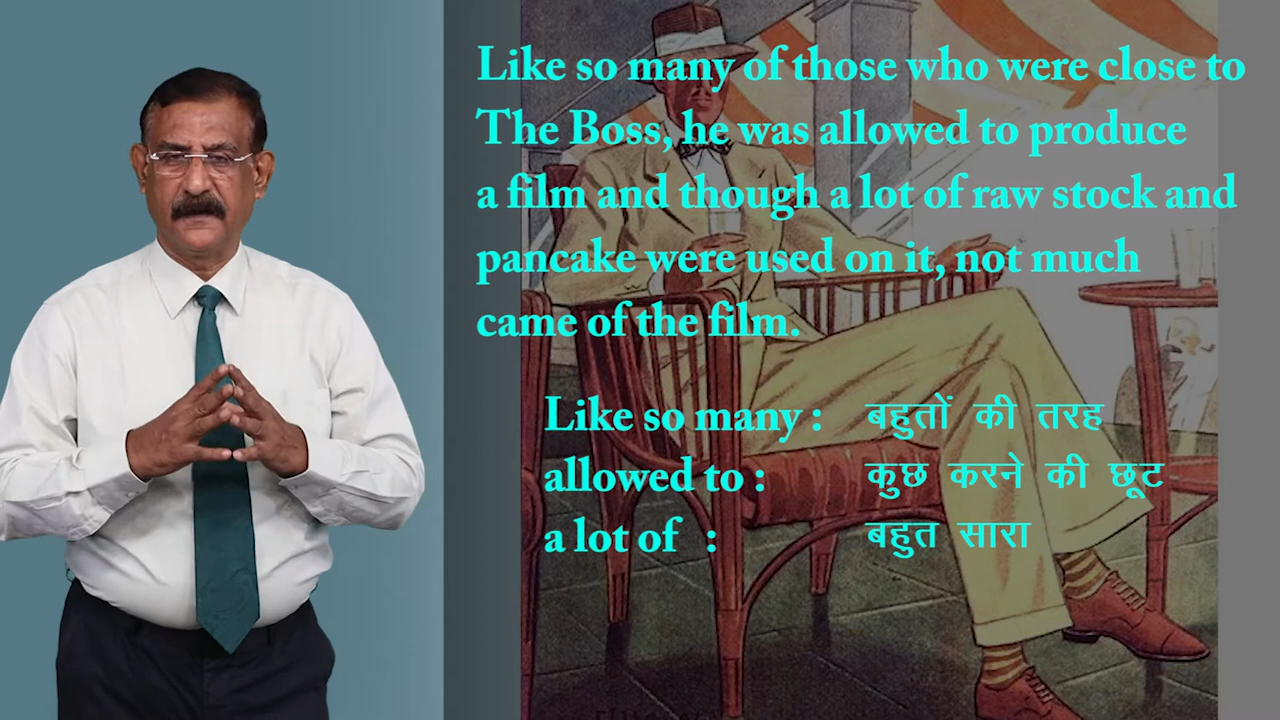 Like so many of those who were close to
The Boss, he was allowed to produce
a film and though a lot of raw stock and
pancake were used on it, not much
came of the film.
Like so many : बहुतों की तरह
allowed to : कुछ करने की छूट
a lot of : बहुत सारा